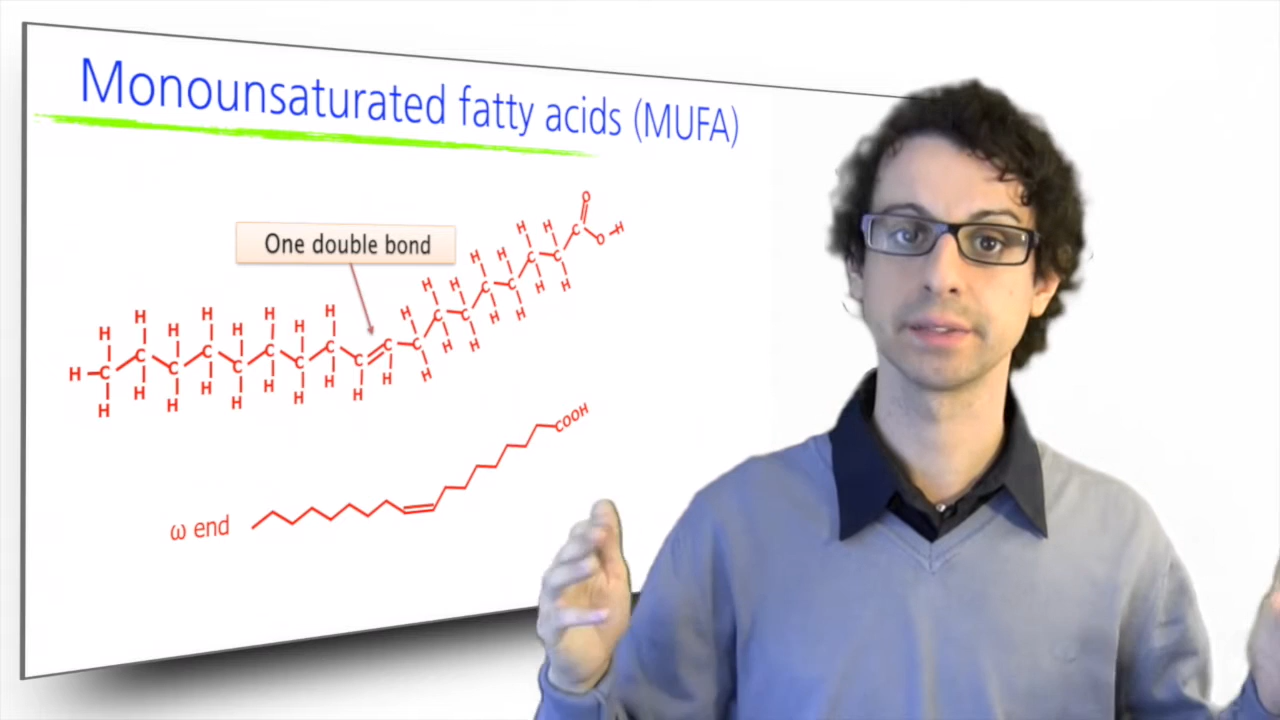 Monounsaturated fatty acids (MUFA)
One double bond
O
H H C O H
H H
H H H H
H H H C C
H C C H H
H H H H H H H H H C C H H
H C C C C C C C C C C C H H
H H H H H H H H H H H
COOH
ω end